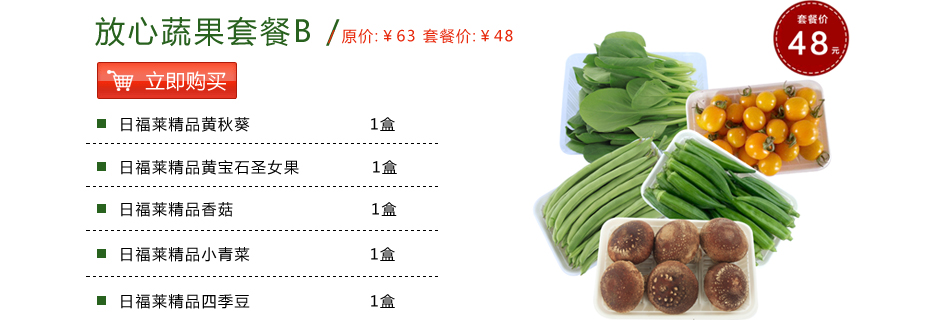 放心蔬果套餐B / 原价:¥63 套餐价:¥48
立即购买
日福莱精品黄秋葵 1盒
日福莱精品黄宝石圣女果 1盒
日福莱精品香菇 1盒
日福莱精品小青菜 1盒
日福莱精品四季豆 1盒
套餐价
48元